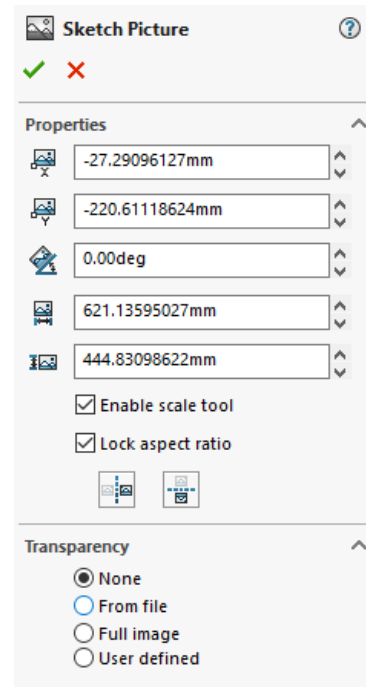 Sketch Picture
Properties
-27.29096127mm
-220.61118624mm
0.00deg
621.13595027mm
444.83098622mm
Enable scale tool
Lock aspect ratio
Transparency
None
From file
Full image
User defined